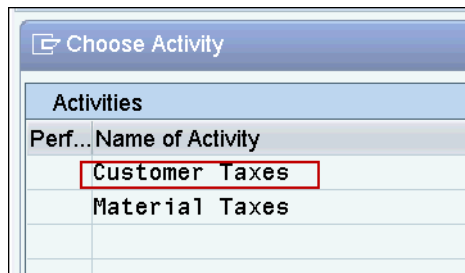 Choose Activity
Activities
Perf... Name of Activity
Customer Taxes
Material Taxes